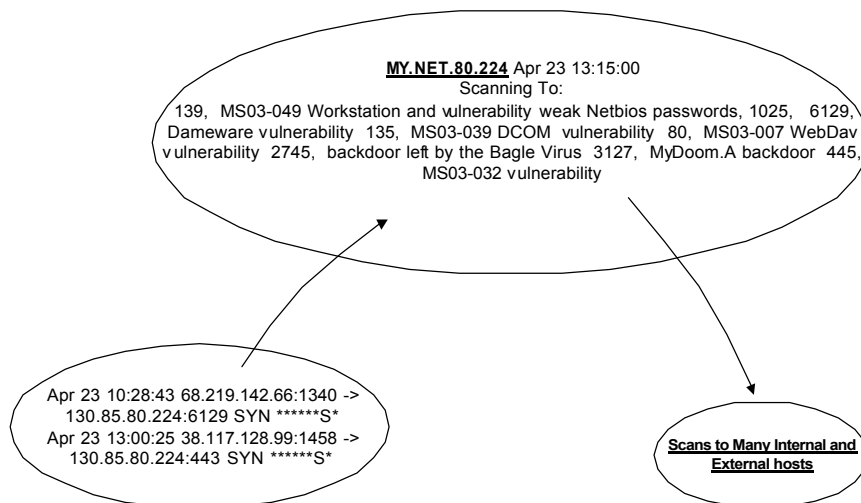 MY.NET.80.224 Apr 23 13:15:00
Scanning To:
139, MS03-049 Workstation and vulnerability weak Netbios passwords, 1025, 6129,
Dameware vulnerability 135, MS03-039 DCOM vulnerability 80, MS03-007 WebDav
vulnerability 2745, backdoor left by the Bagle Virus 3127, MyDoom.A backdoor 445,
MS03-032 vulnerability
Apr 23 10:28:43 68.219.142.66:1340 ->
130.85.80.224:6129 SYN ******S*
Apr 23 13:00:25 38.117.128.99:1458 ->
130.85.80.224:443 SYN ******S*
Scans to Many Internal and
External hosts